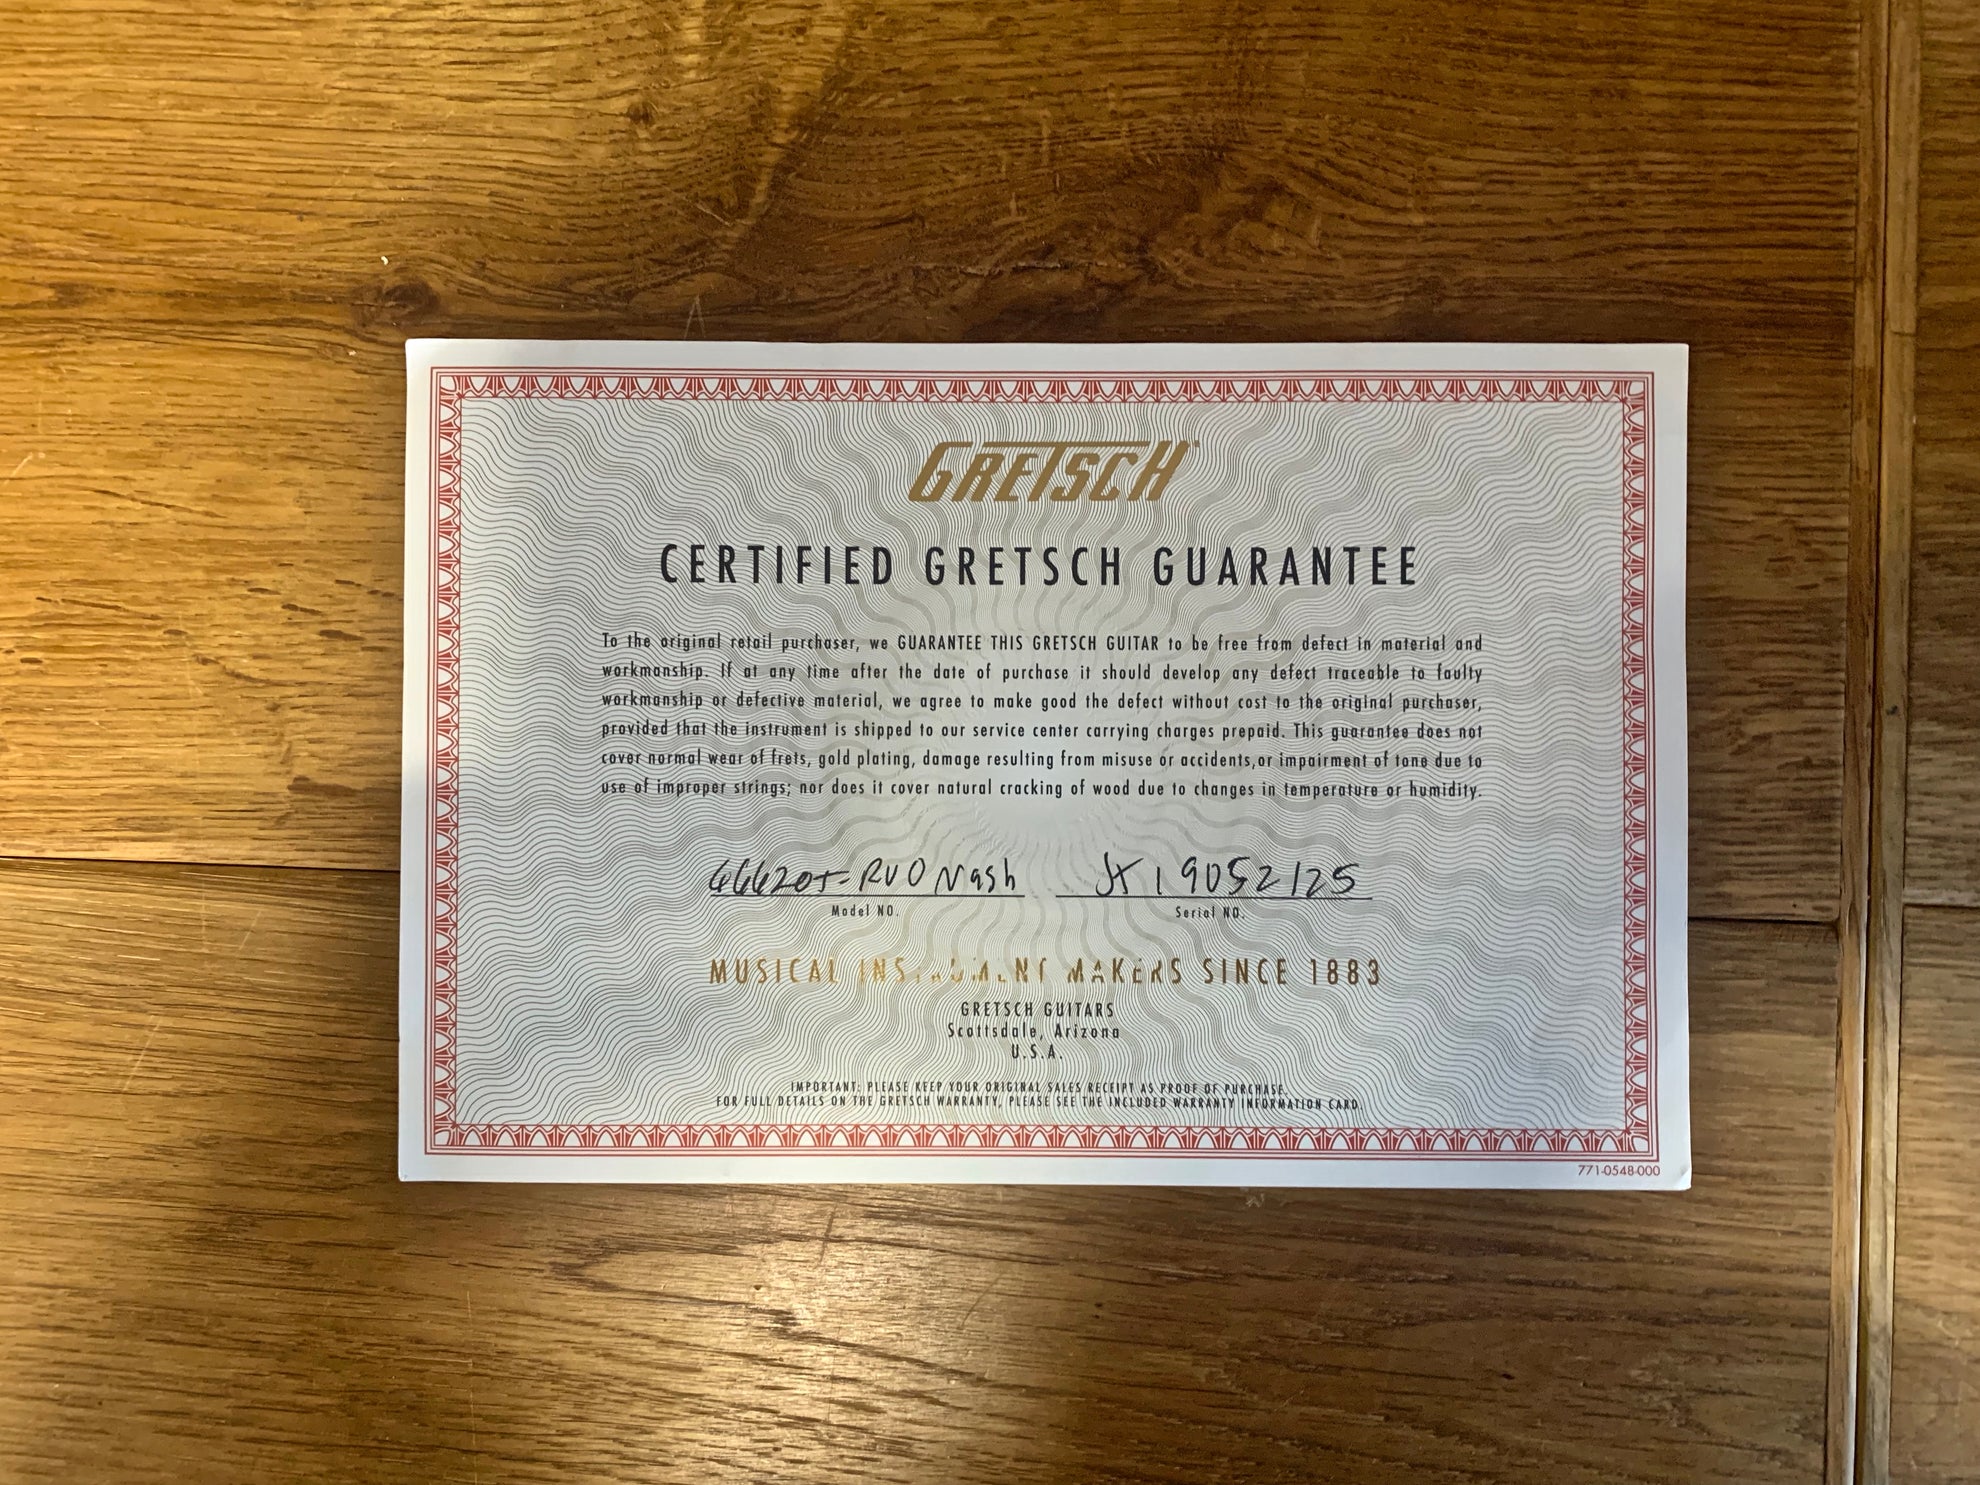 GRETSCH
CERTIFIED GRETSCH GUARANTEE
To the original retail purchaser, we GUARANTEE THIS GRETSCH GUITAR to be free from defect in material and
workmanship. If at any time after the date of purchase it should develop any defect traceable to faulty
workmanship or defective material, we agree to make good the defect without cost to the original purchaser,
provided that the instrument is shipped to our service center carrying charges prepaid. This guarantee does not
cover normal wear of frets, gold plating, damage resulting from misuse or accidents,or impairment of tone due to
use of improper strings; nor does it cover natural cracking of wood due to changes in temperature or humidity.
G6620T-RVO Nash JT19052125
Model NO. Serial NO.
MUSICAL INSTRUMENT MAKERS SINCE 1883
GRETSCH GUITARS
Scottsdale, Arizona
U.S.A.
IMPORTANT: PLEASE KEEP YOUR ORIGINAL SALES RECEIPT AS PROOF OF PURCHASE.
FOR FULL DETAILS ON THE GRETSCH WARRANTY, PLEASE SEE THE INCLUDED WARRANTY INFORMATION CARD.
771-0548-000